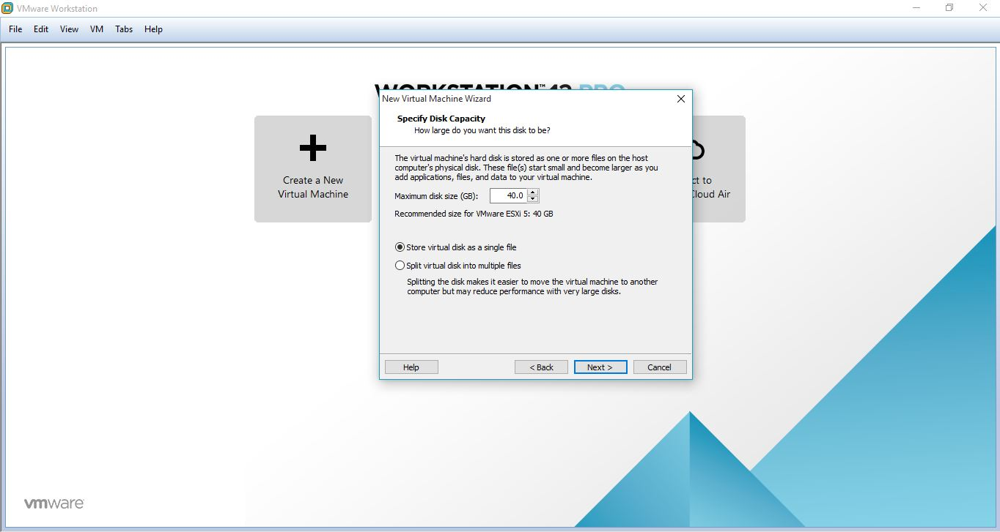 VMware Workstation
File Edit View VM Tabs Help
WORKSTATION™ 12 PRO
New Virtual Machine Wizard
Specify Disk Capacity
How large do you want this disk to be?
Create a New
Virtual Machine
The virtual machine's hard disk is stored as one or more files on the host
computer's physical disk. These file(s) start small and become larger as you
add applications, files, and data to your virtual machine.
Maximum disk size (GB): 40.0
Recommended size for VMware ESXi 5: 40 GB
Store virtual disk as a single file
Split virtual disk into multiple files
Splitting the disk makes it easier to move the virtual machine to another
computer but may reduce performance with very large disks.
Help < Back Next > Cancel
ct to
Cloud Air
vmware